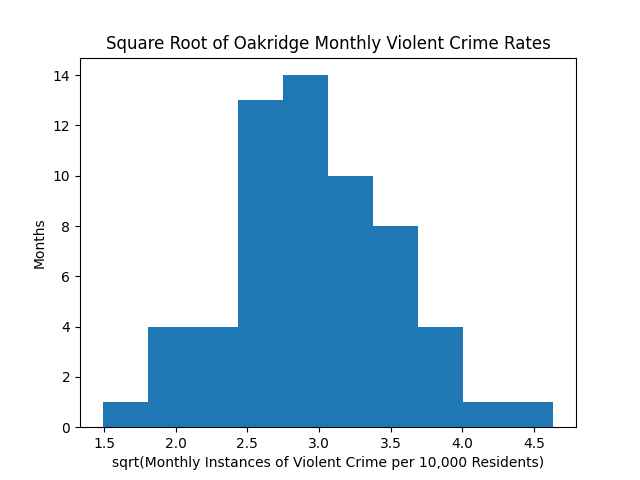 Square Root of Oakridge Monthly Violent Crime Rates
14
12
10
8
6
4
2
0
Months
1.5 2.0 2.5 3.0 3.5 4.0 4.5
sqrt(Monthly Instances of Violent Crime per 10,000 Residents)